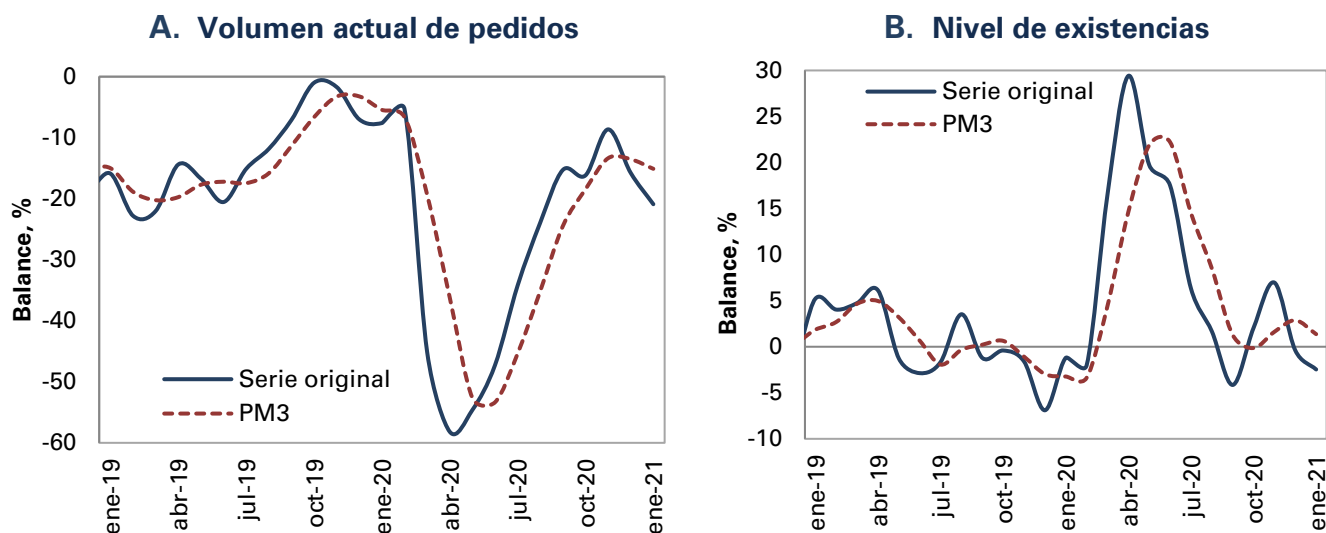 A. Volumen actual de pedidos
Balance, %
0
-10
-20
-30
-40
-50
-60
Serie original
PM3
ene-19
abr-19
jul-19
oct-19
ene-20
abr-20
jul-20
oct-20
ene-21
B. Nivel de existencias
Balance, %
30
25
20
15
10
5
0
-5
-10
Serie original
PM3
ene-19
abr-19
jul-19
oct-19
ene-20
abr-20
jul-20
oct-20
ene-21